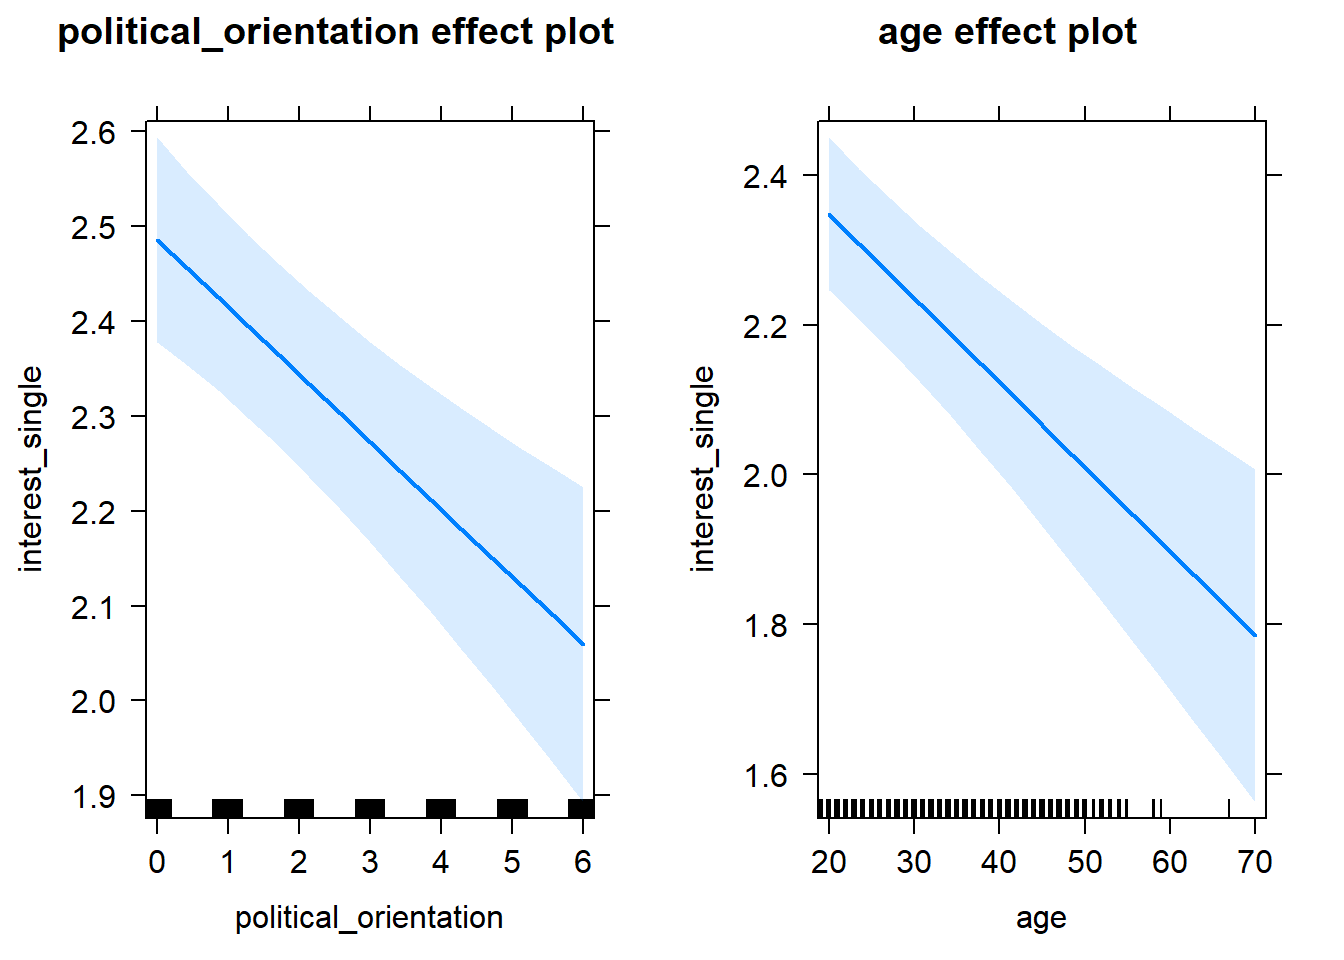 political_orientation effect plot
interest_single
2.6
2.5
2.4
2.3
2.2
2.1
2.0
1.9
0 1 2 3 4 5 6
political_orientation
age effect plot
interest_single
2.4
2.2
2.0
1.8
1.6
20 30 40 50 60 70
age